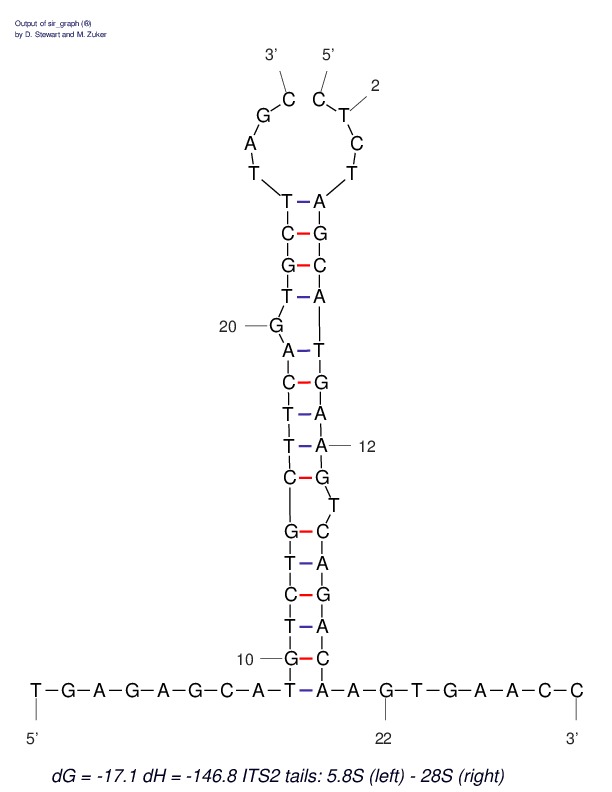 Output of sir_graph (®)
by D. Stewart and M. Zuker
3’ 5’
C C 2
G T
A C
T T
T A
C G
G C
T A
20 G
A T
C G
T A
T A 12
C G
T
G C
T A
C G
T A
10 G C
T-G-A-G-A-G-C-A-T-A-A-G-T-G-A-A-C-C
5’ 22 3’
dG = -17.1 dH = -146.8 ITS2 tails: 5.8S (left) - 28S (right)